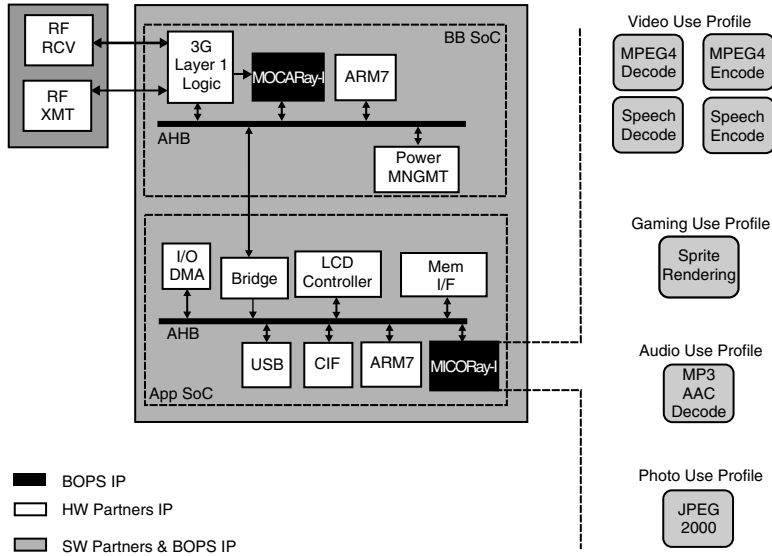 RF
RCV
RF
XMT
3G
Layer 1
Logic
MOCARay-I
ARM7
BB SoC
AHB
Power
MNGMT
I/O
DMA
Bridge
LCD
Controller
Mem
I/F
AHB
USB
CIF
ARM7
MICORay-I
App SoC
Video Use Profile
MPEG4
Decode
MPEG4
Encode
Speech
Decode
Speech
Encode
Gaming Use Profile
Sprite
Rendering
Audio Use Profile
MP3
AAC
Decode
Photo Use Profile
JPEG
2000
BOPS IP
HW Partners IP
SW Partners & BOPS IP